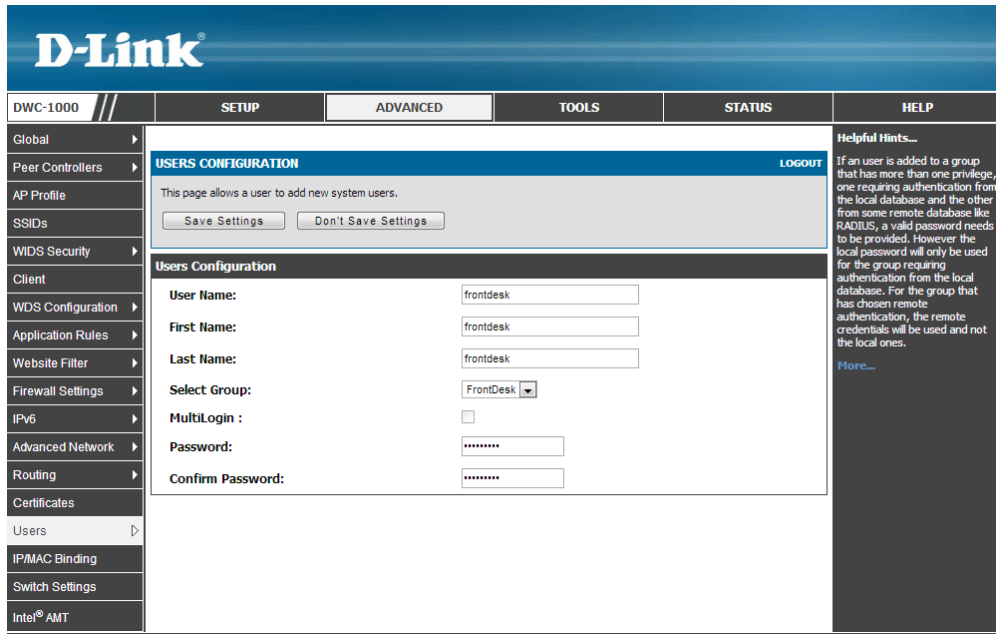 D-Link®
DWC-1000
SETUP
ADVANCED
TOOLS
STATUS
HELP
Global
Peer Controllers
AP Profile
SSIDs
WIDS Security
Client
WDS Configuration
Application Rules
Website Filter
Firewall Settings
IPv6
Advanced Network
Routing
Certificates
Users
IP/MAC Binding
Switch Settings
Intel® AMT
USERS CONFIGURATION
LOGOUT
This page allows a user to add new system users.
Save Settings
Don't Save Settings
Users Configuration
User Name: frontdesk
First Name: frontdesk
Last Name: frontdesk
Select Group: FrontDesk
MultiLogin :
Password: •••••••••
Confirm Password: •••••••••
Helpful Hints...
If an user is added to a group
that has more than one privilege,
one requiring authentication from
the local database and the other
from some remote database like
RADIUS, a valid password needs
to be provided. However the
local password will only be used
for the group requiring
authentication from the local
database. For the group that
has chosen remote
authentication, the remote
credentials will be used and not
the local ones.
More...